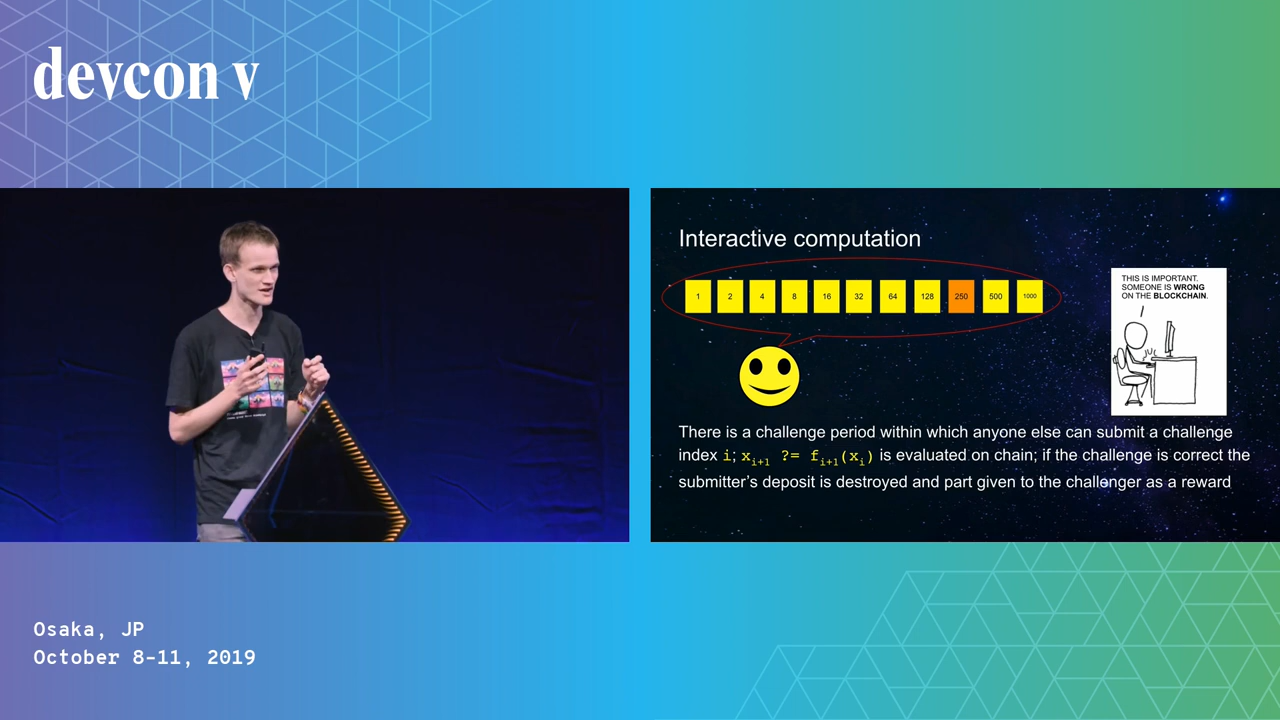 devcon v
Interactive computation
1 2 4 8 16 32 64 128 250 500 1000
THIS IS IMPORTANT.
SOMEONE IS WRONG
ON THE BLOCKCHAIN.
There is a challenge period within which anyone else can submit a challenge
index i; xi+1 ?= fi+1(xi) is evaluated on chain; if the challenge is correct the
submitter's deposit is destroyed and part given to the challenger as a reward
Osaka, JP
October 8-11, 2019